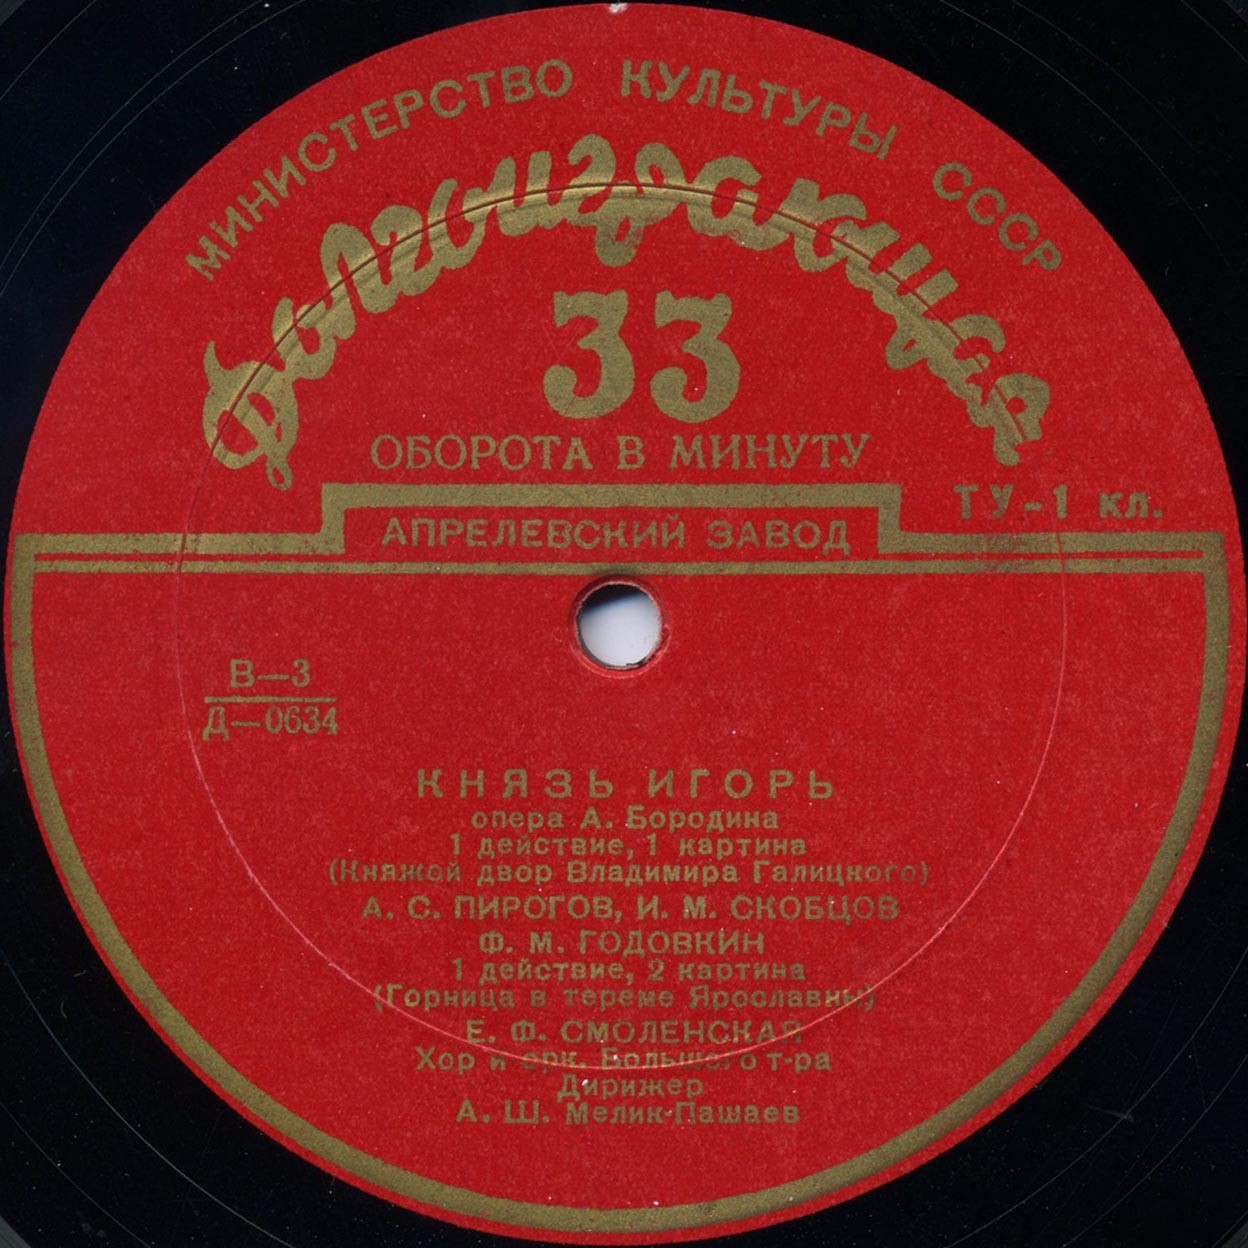 МИНИСТЕРСТВО КУЛЬТУРЫ СССР
Долгоиграющая
33
ОБОРОТА В МИНУТУ
ТУ-1 кл.
АПРЕЛЕВСКИЙ ЗАВОД
В—3
Д—0634
КНЯЗЬ ИГОРЬ
опера А. Бородина
1 действие, 1 картина
(Княжой двор Владимира Галицкого)
А. С. ПИРОГОВ, И. М. СКОБЦОВ
Ф. М. ГОДОВКИН
1 действие, 2 картина
(Горница в тереме Ярославны)
Е. Ф. СМОЛЕНСКАЯ
Хор и орк. Большего т-ра
Дирижер
А. Ш. Мелик-Пашаев